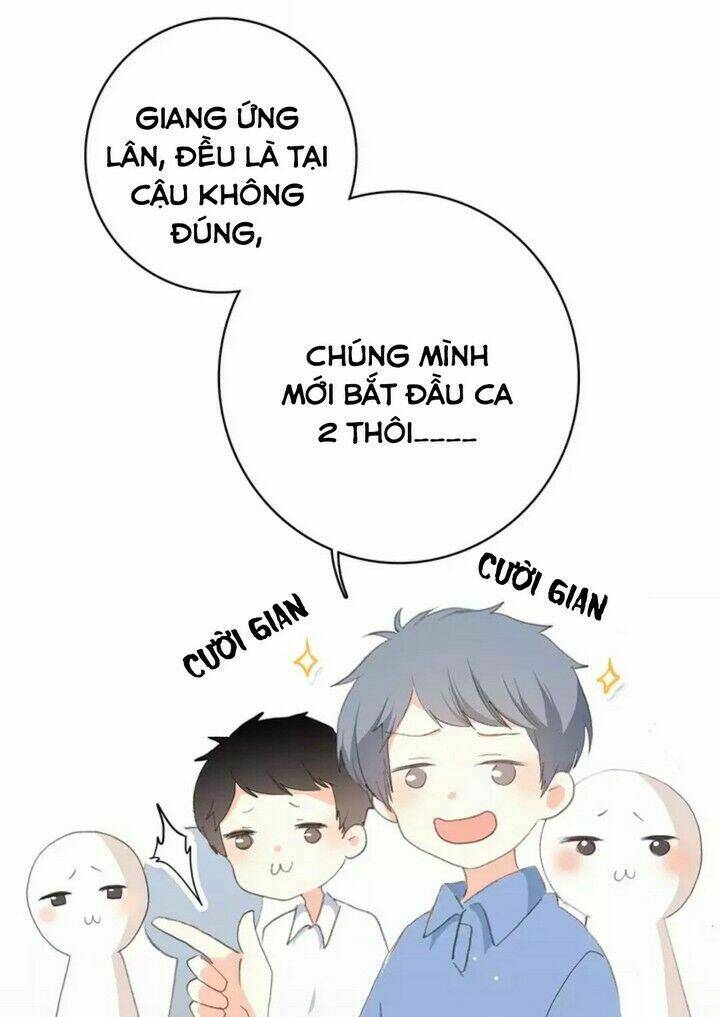 GIANG ỨNG
LÂN, ĐỀU LÀ TẠI
CẬU KHÔNG
ĐÚNG,
CHÚNG MÌNH
MỚI BẮT ĐẦU CA
2 THÔI____
CƯỜI GIAN
CƯỜI GIAN